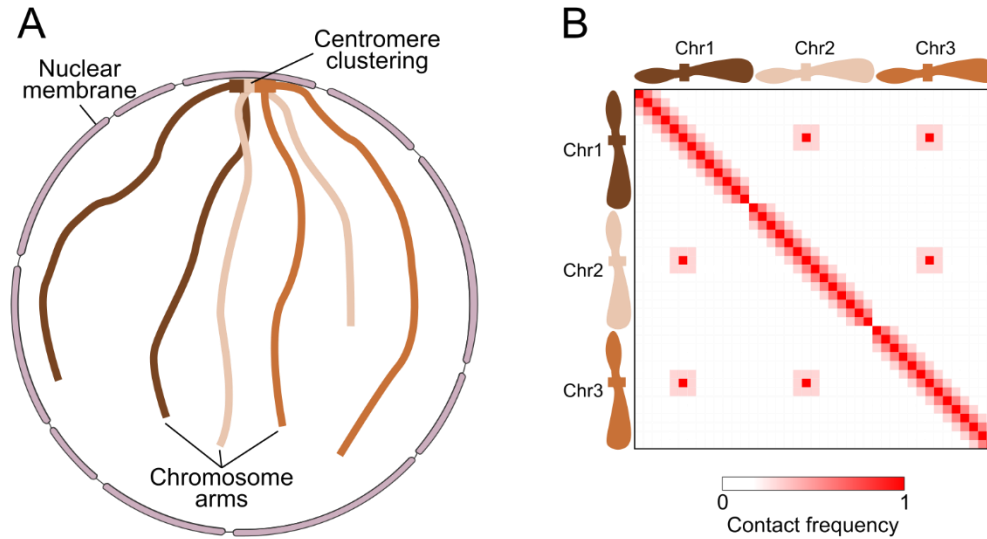 A
Centromere
clustering
Nuclear
membrane
Chromosome
arms
B
Chr1
Chr2
Chr3
Chr1
Chr2
Chr3
0
1
Contact frequency